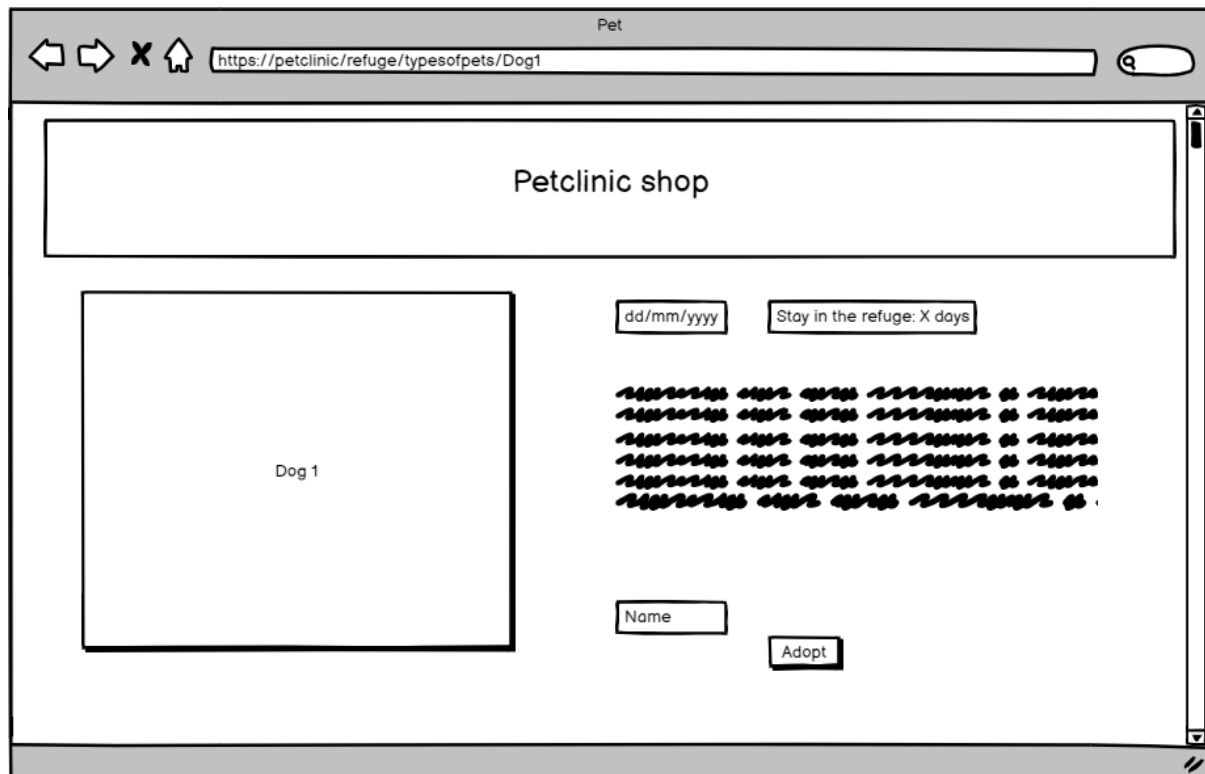 Pet
https://petclinic/refuge/typesofpets/Dog1
Petclinic shop
dd/mm/yyyy
Stay in the refuge: X days
Dog 1
Name
Adopt